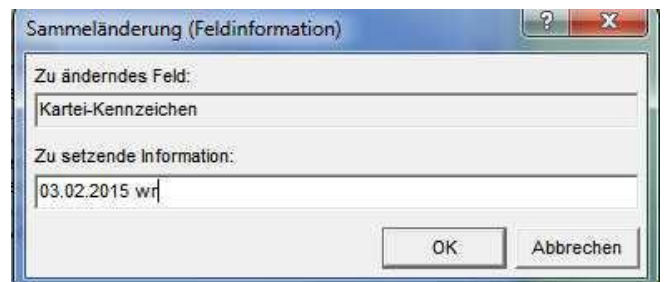 Sammeländerung (Feldinformation)
Zu änderndes Feld:
Kartei-Kennzeichen
Zu setzende Information:
03.02.2015 wr
OK Abbrechen